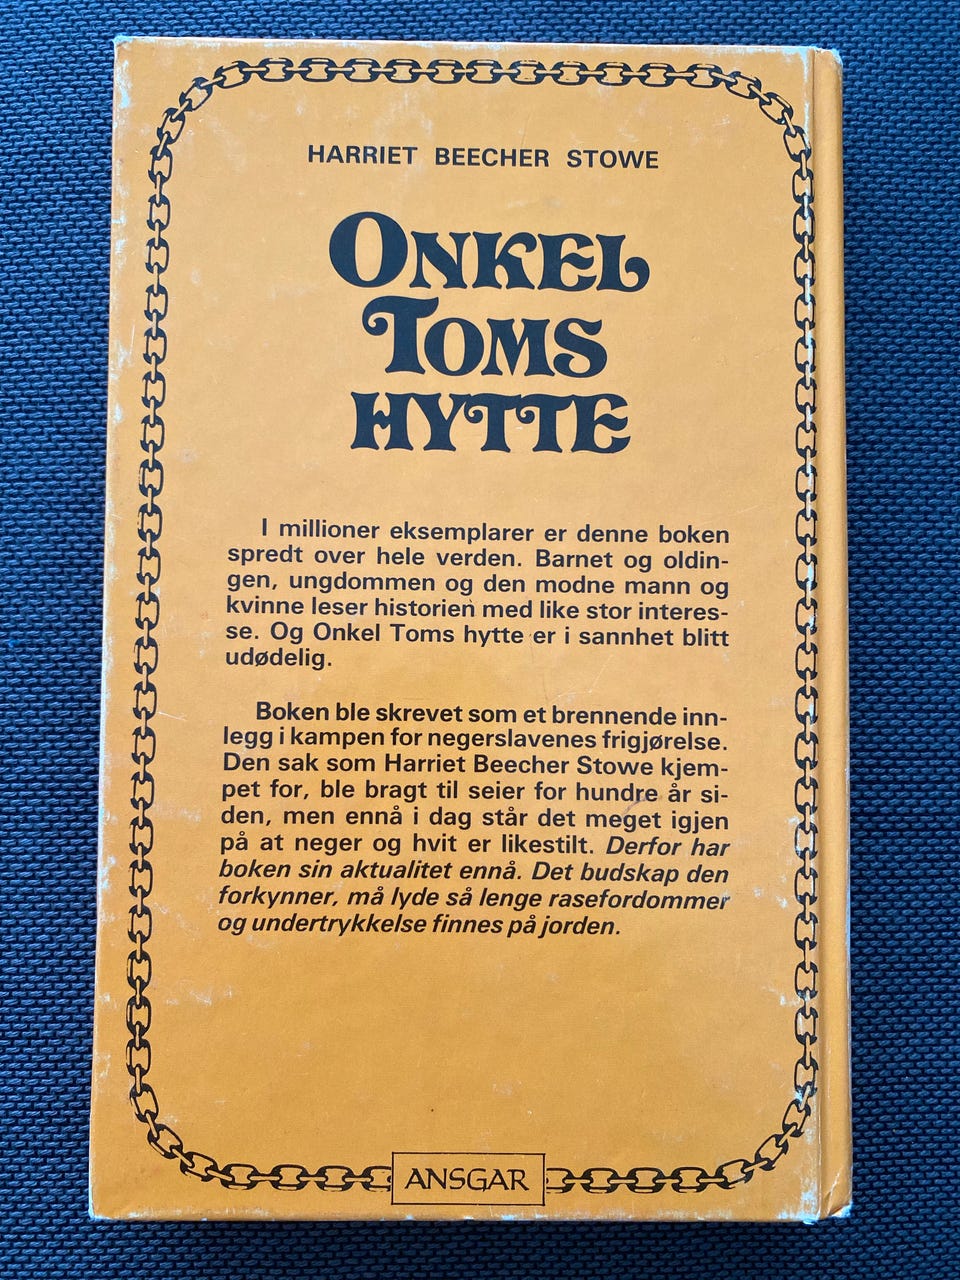 HARRIET BEECHER STOWE
ONKEL
TOMS
HYTTE
I millioner eksemplarer er denne boken
spredt over hele verden. Barnet og oldin-
gen, ungdommen og den modne mann og
kvinne leser historien med like stor interes-
se. Og Onkel Toms hytte er i sannhet blitt
udødelig.
Boken ble skrevet som et brennende inn-
legg i kampen for negerslavenes frigjørelse.
Den sak som Harriet Beecher Stowe kjem-
pet for, ble bragt til seier for hundre år si-
den, men ennå i dag står det meget igjen
på at neger og hvit er likestilt. Derfor har
boken sin aktualitet ennå. Det budskap den
forkynner, må lyde så lenge rasefordommer
og undertrykkelse finnes på jorden.
ANSGAR